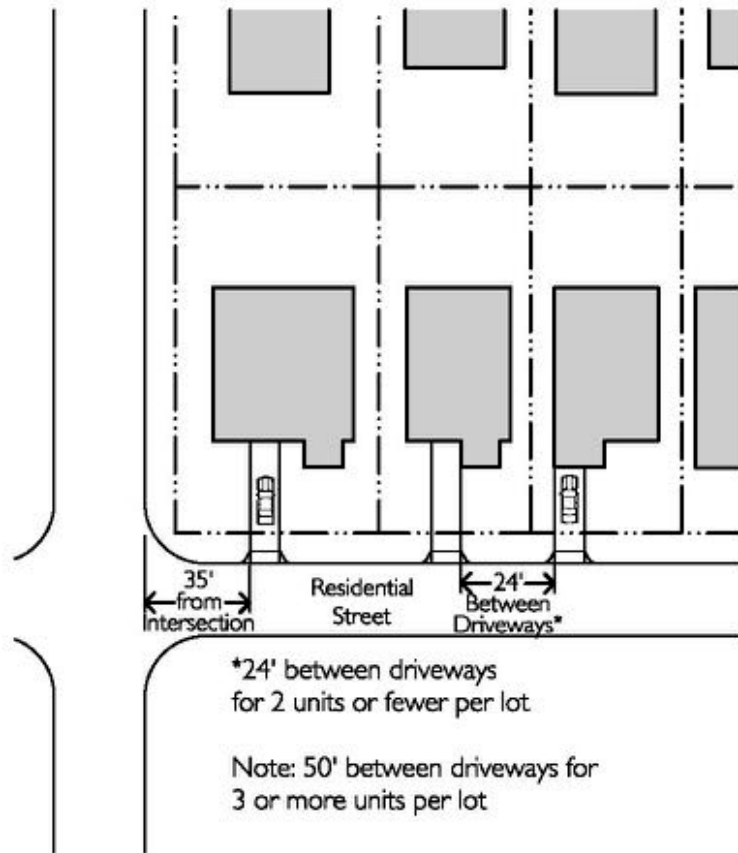 35'
from
Intersection
Residential
Street
24'
Between
Driveways*
*24' between driveways
for 2 units or fewer per lot
Note: 50' between driveways for
3 or more units per lot